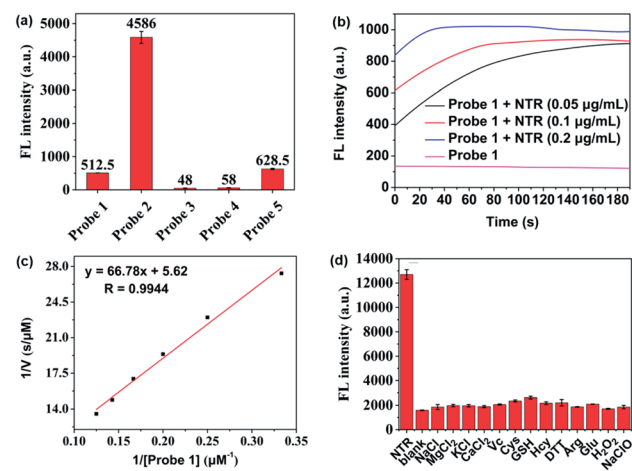 (a)
FL intensity (a.u.)
5000
4000
3000
2000
1000
0
512.5
4586
48
58
628.5
Probe 1
Probe 2
Probe 3
Probe 4
Probe 5
(b)
FL intensity (a.u.)
1000
800
600
400
200
0
Probe 1 + NTR (0.05 µg/mL)
Probe 1 + NTR (0.1 µg/mL)
Probe 1 + NTR (0.2 µg/mL)
Probe 1
0 20 40 60 80 100 120 140 160 180
Time (s)
(c)
y = 66.78x + 5.62
R = 0.9944
1/V (s/µM)
28.0
24.5
21.0
17.5
14.0
0.10 0.15 0.20 0.25 0.30 0.35
1/[Probe 1] (µM⁻¹)
(d)
FL intensity (a.u.)
14000
12000
10000
8000
6000
4000
2000
0
NTR
blank
NaCl
MgCl₂
KCl
CaCl₂
Vc
Cys
GSH
Hcy
DTT
Arg
Glu
H₂O₂
NaClO